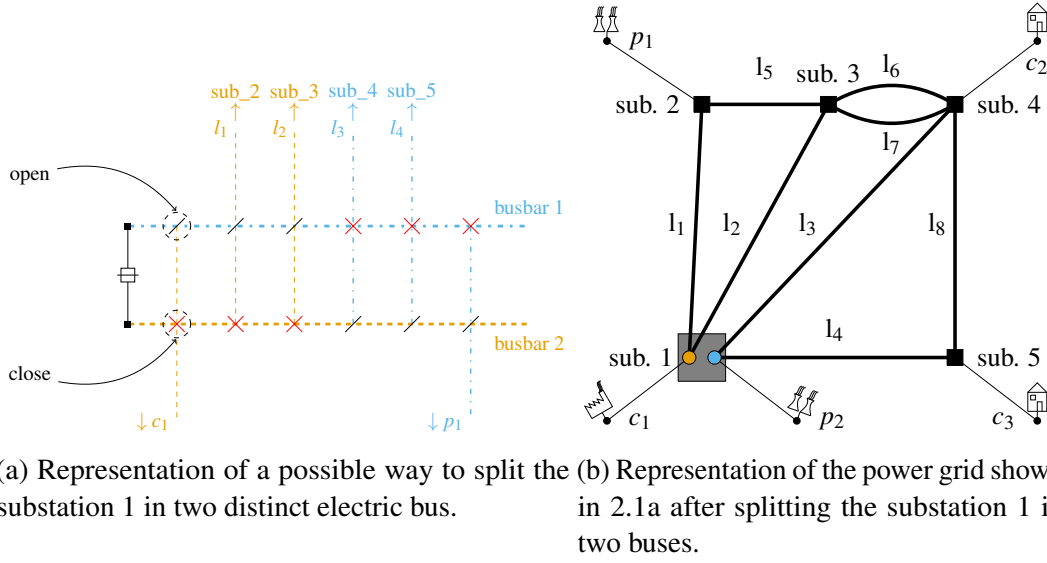 sub_2 sub_3 sub_4 sub_5
l1 l2 l3 l4
open
busbar 1
busbar 2
close
↓ c1
↓ p1
p1
c2
l5
sub. 3
l6
sub. 2
sub. 4
l7
l1
l2
l3
l8
l4
sub. 1
sub. 5
c1
p2
c3
(a) Representation of a possible way to split the
substation 1 in two distinct electric bus.
(b) Representation of the power grid show
in 2.1a after splitting the substation 1 i
two buses.